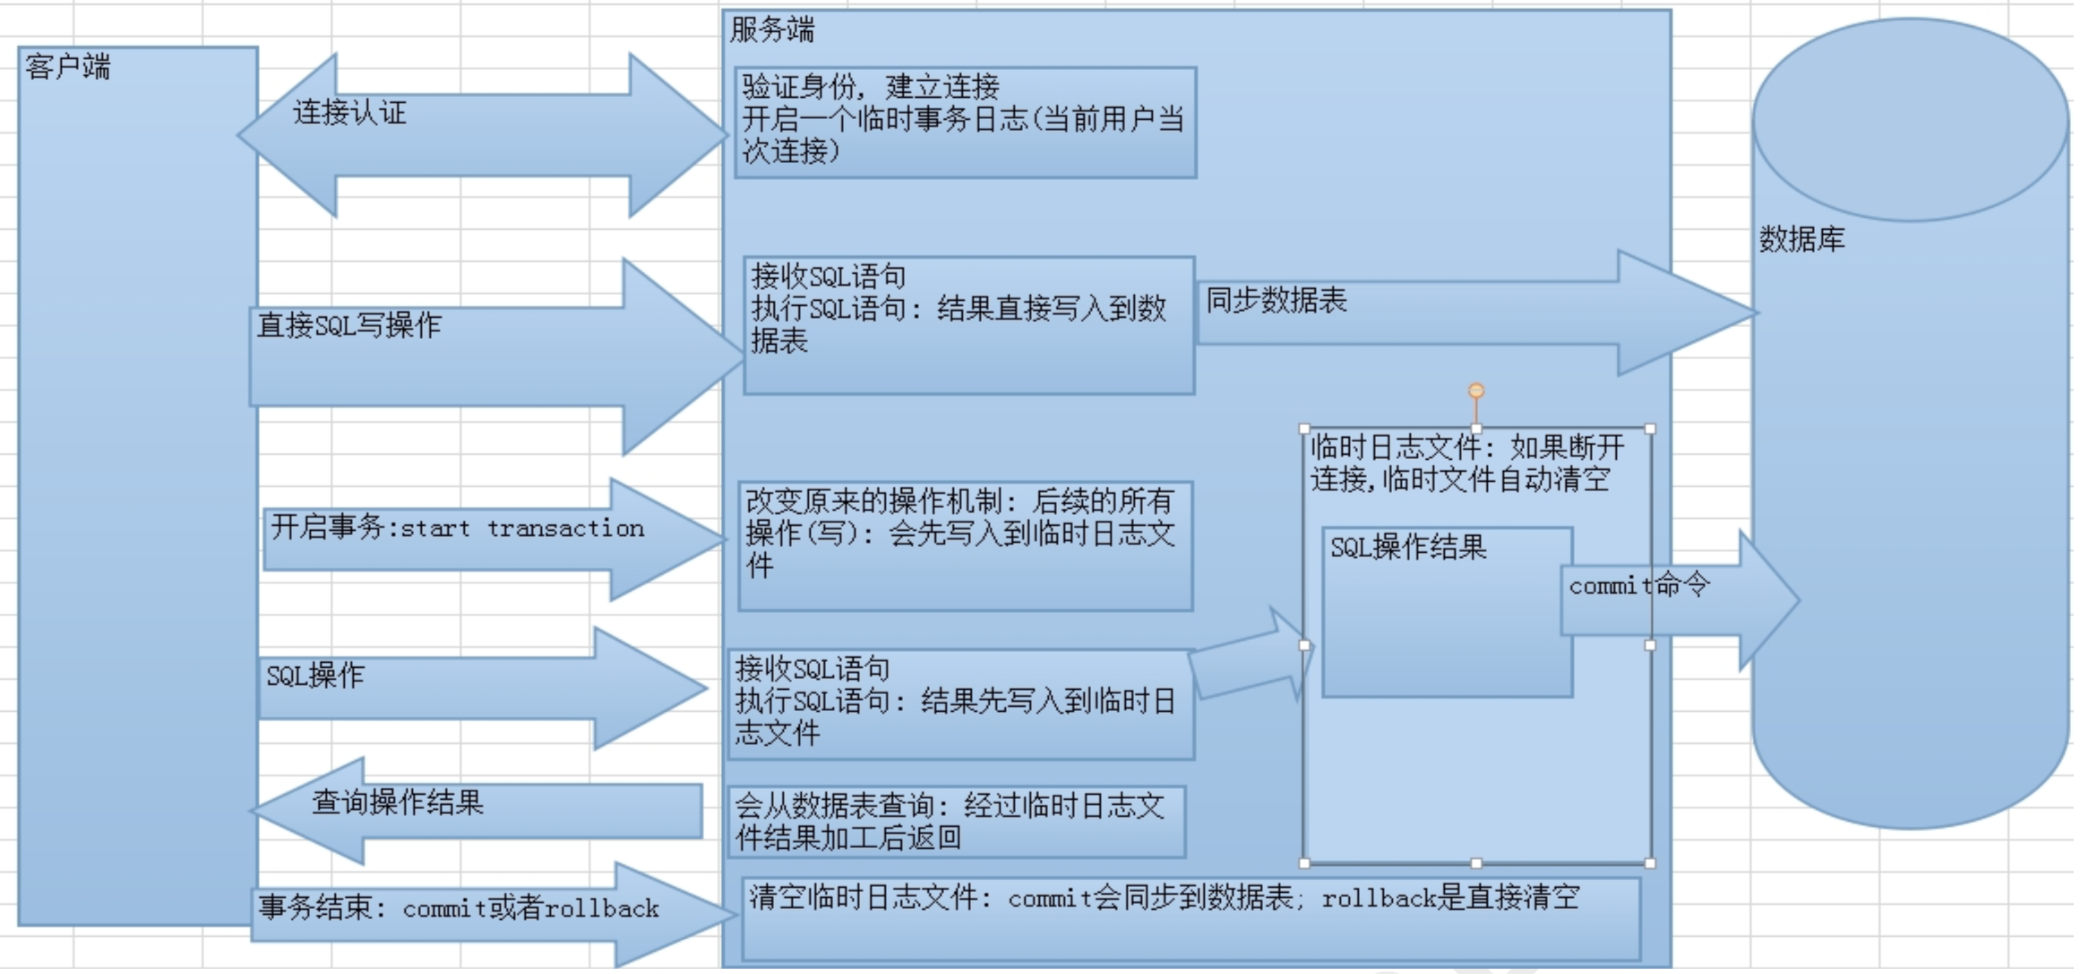 客户端
连接认证
直接SQL写操作
开启事务:start transaction
SQL操作
查询操作结果
事务结束: commit或者rollback
服务端
验证身份, 建立连接
开启一个临时事务日志(当前用户当
次连接)
接收SQL语句
执行SQL语句: 结果直接写入到数
据表
同步数据表
改变原来的操作机制: 后续的所有
操作(写): 会先写入到临时日志文
件
接收SQL语句
执行SQL语句: 结果先写入到临时日
志文件
会从数据表查询: 经过临时日志文
件结果加工后返回
清空临时日志文件: commit会同步到数据表; rollback是直接清空
临时日志文件: 如果断开
连接,临时文件自动清空
SQL操作结果
commit命令
数据库